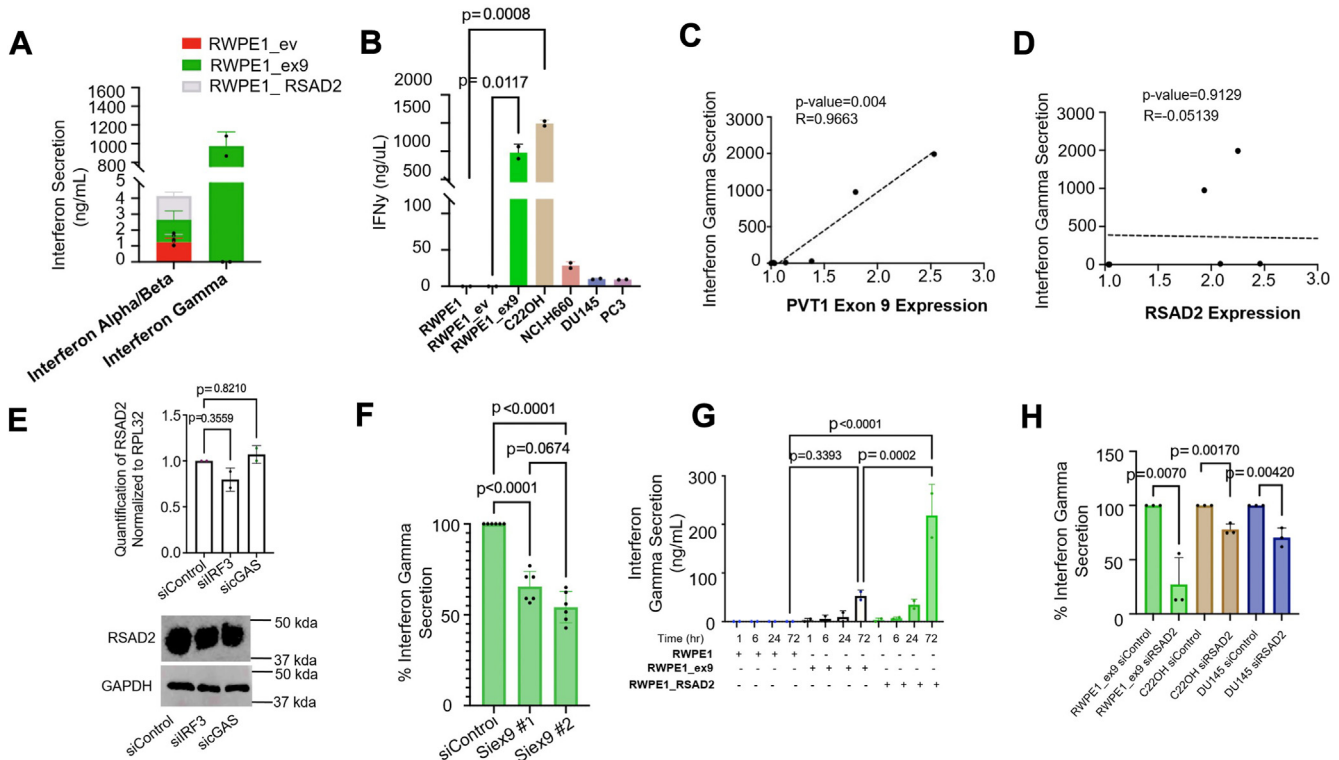 A
RWPE1_ev
RWPE1_ex9
RWPE1_ RSAD2
Interferon Secretion
(ng/mL)
1400
1200
1000
800
5
4
3
2
1
0
Interferon Alpha/Beta
Interferon Gamma
B
p=0.0008
p= 0.0117
IFNy (ng/uL)
2000
1500
1000
500
100
50
0
RWPE1
RWPE1_ev
RWPE1_ex9
C22OH
NCI-H660
DU145
PC3
C
p-value=0.004
R=0.9663
Interferon Gamma Secretion
3000
2000
1000
500
0
1.0
1.5
2.0
2.5
3.0
PVT1 Exon 9 Expression
D
p-value=0.9129
R=-0.05139
Interferon Gamma Secretion
3000
2000
1000
500
0
1.0
1.5
2.0
2.5
3.0
RSAD2 Expression
E
p=0.8210
p=0.3559
Quantification of RSAD2
Normalized to RPL32
1.5
1.0
0.5
0.0
siControl
siIRF3
sicGAS
RSAD2
50 kda
37 kda
GAPDH
50 kda
37 kda
siControl
siIRF3
sicGAS
F
p <0.0001
p=0.0674
p<0.0001
% Interferon Gamma
Secretion
100
50
0
siControl
Siex9 #1
Siex9 #2
G
p <0.0001
p=0.3393
p= 0.0002
Interferon
Gamma Secretion
(ng/mL)
300
200
100
50
0
Time (hr) 1 6 24 72 1 6 24 72 1 6 24 72
RWPE1 + + + + - - - - - - - -
RWPE1_ex9 - - - - + + + + - - - -
RWPE1_RSAD2 - - - - - - - - + + + +
H
p= 0.00170
p=0.0070
p=0.00420
% Interferon Gamma
Secretion
150
100
50
0
RWPE1_ex9 siControl
RWPE1_ex9 siRSAD2
C22OH siControl
C22OH siRSAD2
DU145 siControl
DU145 siRSAD2